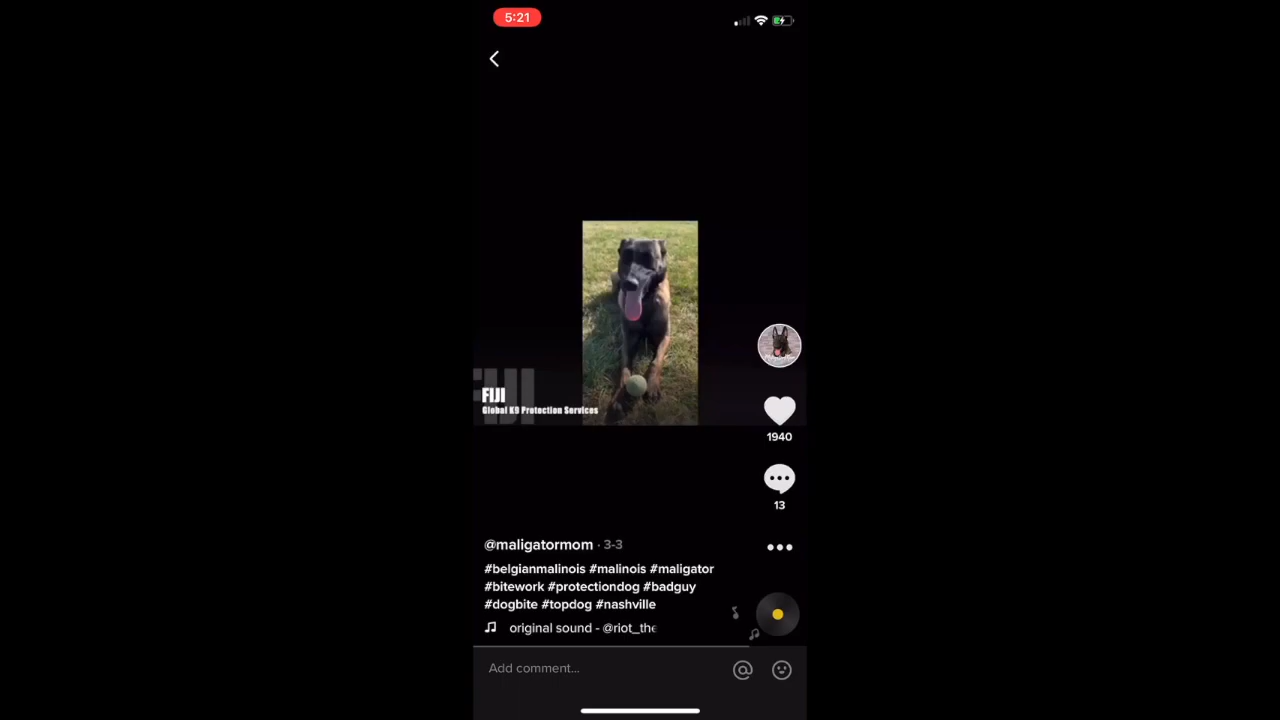 5:21
FIJI
FIJI
Global K9 Protection Services
1940
13
@maligatormom · 3-3
#belgianmalinois #malinois #maligator
#bitework #protectiondog #badguy
#dogbite #topdog #nashville
original sound - @riot_the
Add comment...